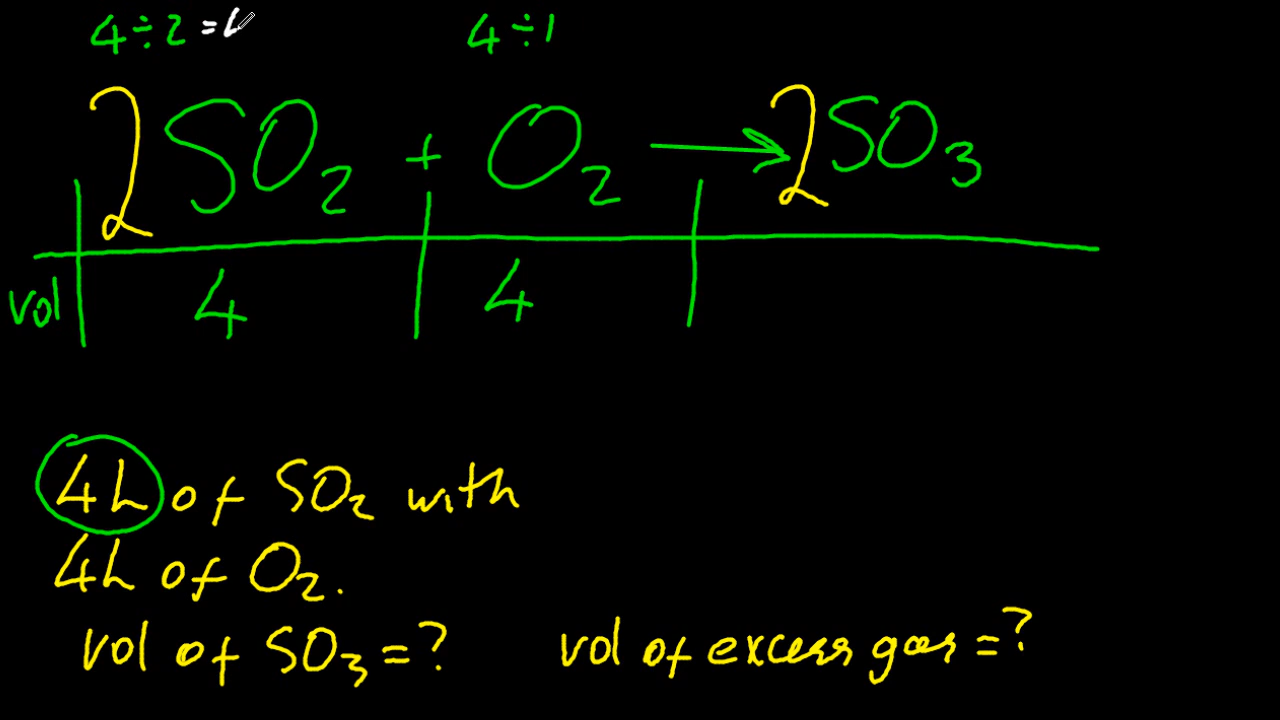 4÷2 = 4÷1
2SO₂ + O₂ → 2SO₃
vol 4 4
4L of SO₂ with
4L of O₂.
vol of SO₃ = ? vol of excess gas = ?